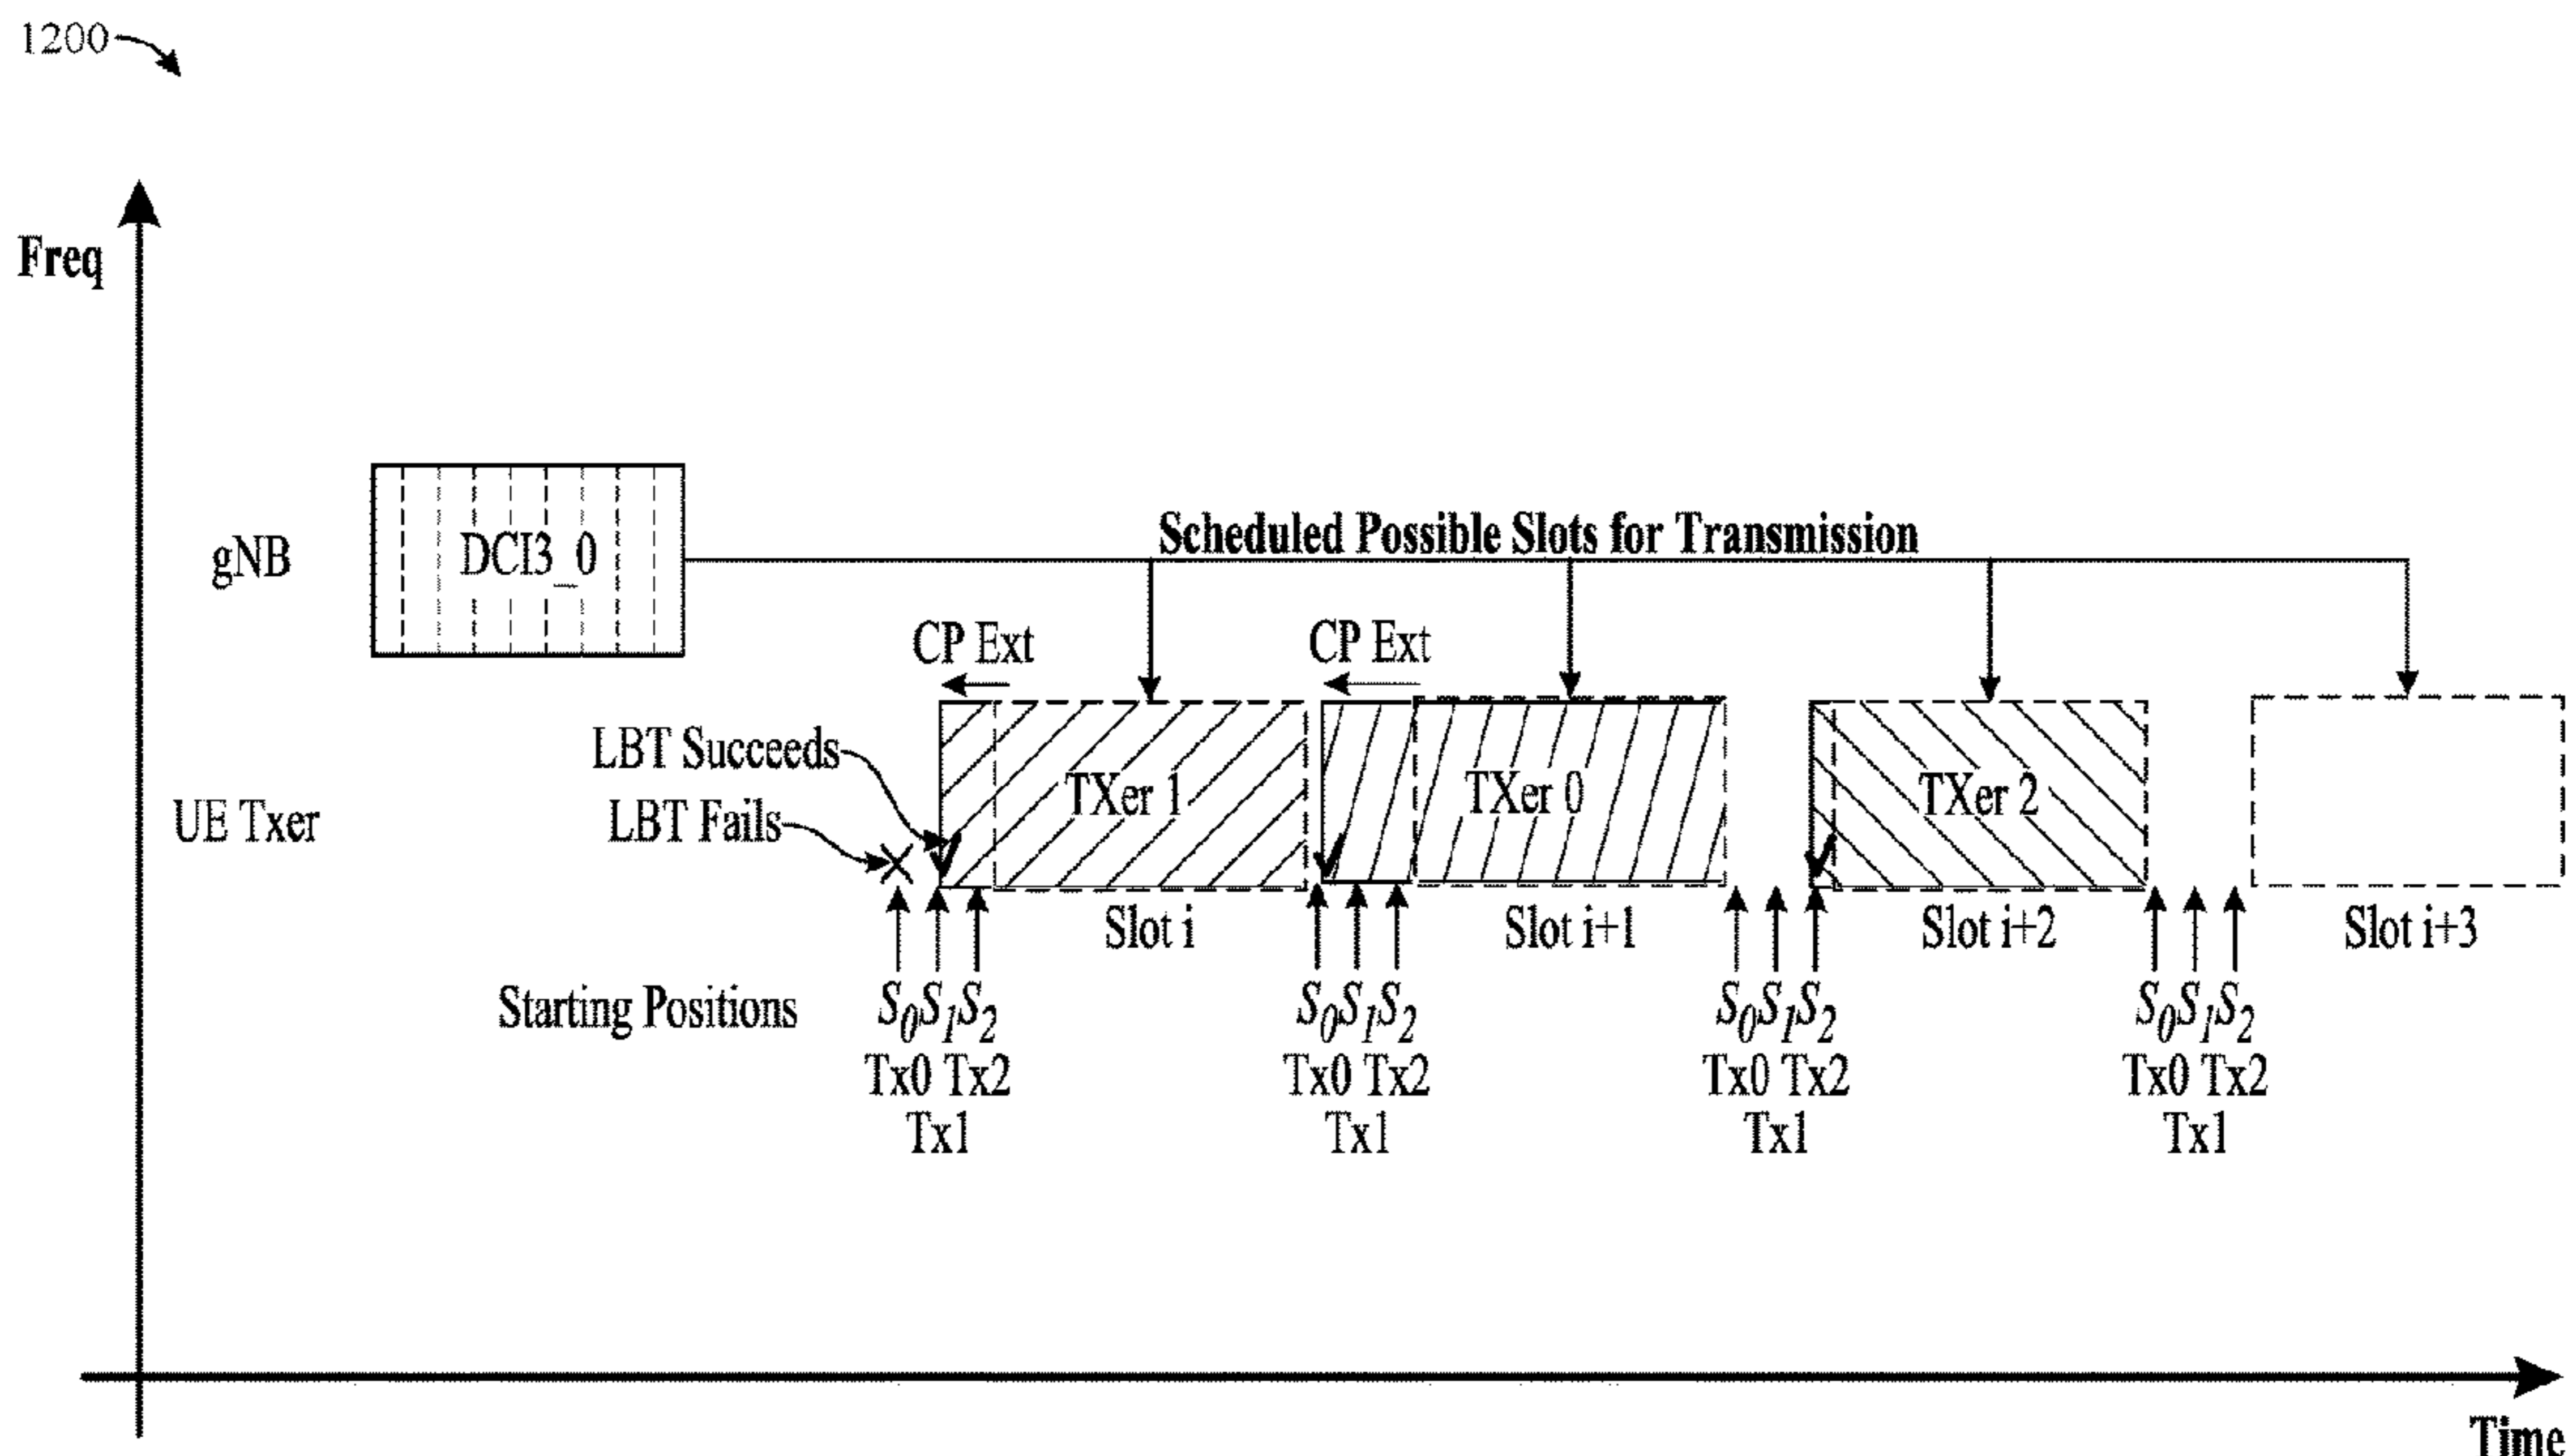 1200
Freq
gNB
DCI3_0
Scheduled Possible Slots for Transmission
CP Ext
CP Ext
LBT Succeeds
LBT Fails
UE Txer
TXer 1
TXer 0
TXer 2
Slot i
Slot i+1
Slot i+2
Slot i+3
Starting Positions
S0S1S2
S0S1S2
S0S1S2
S0S1S2
Tx0 Tx2
Tx0 Tx2
Tx0 Tx2
Tx0 Tx2
Tx1
Tx1
Tx1
Tx1
Time